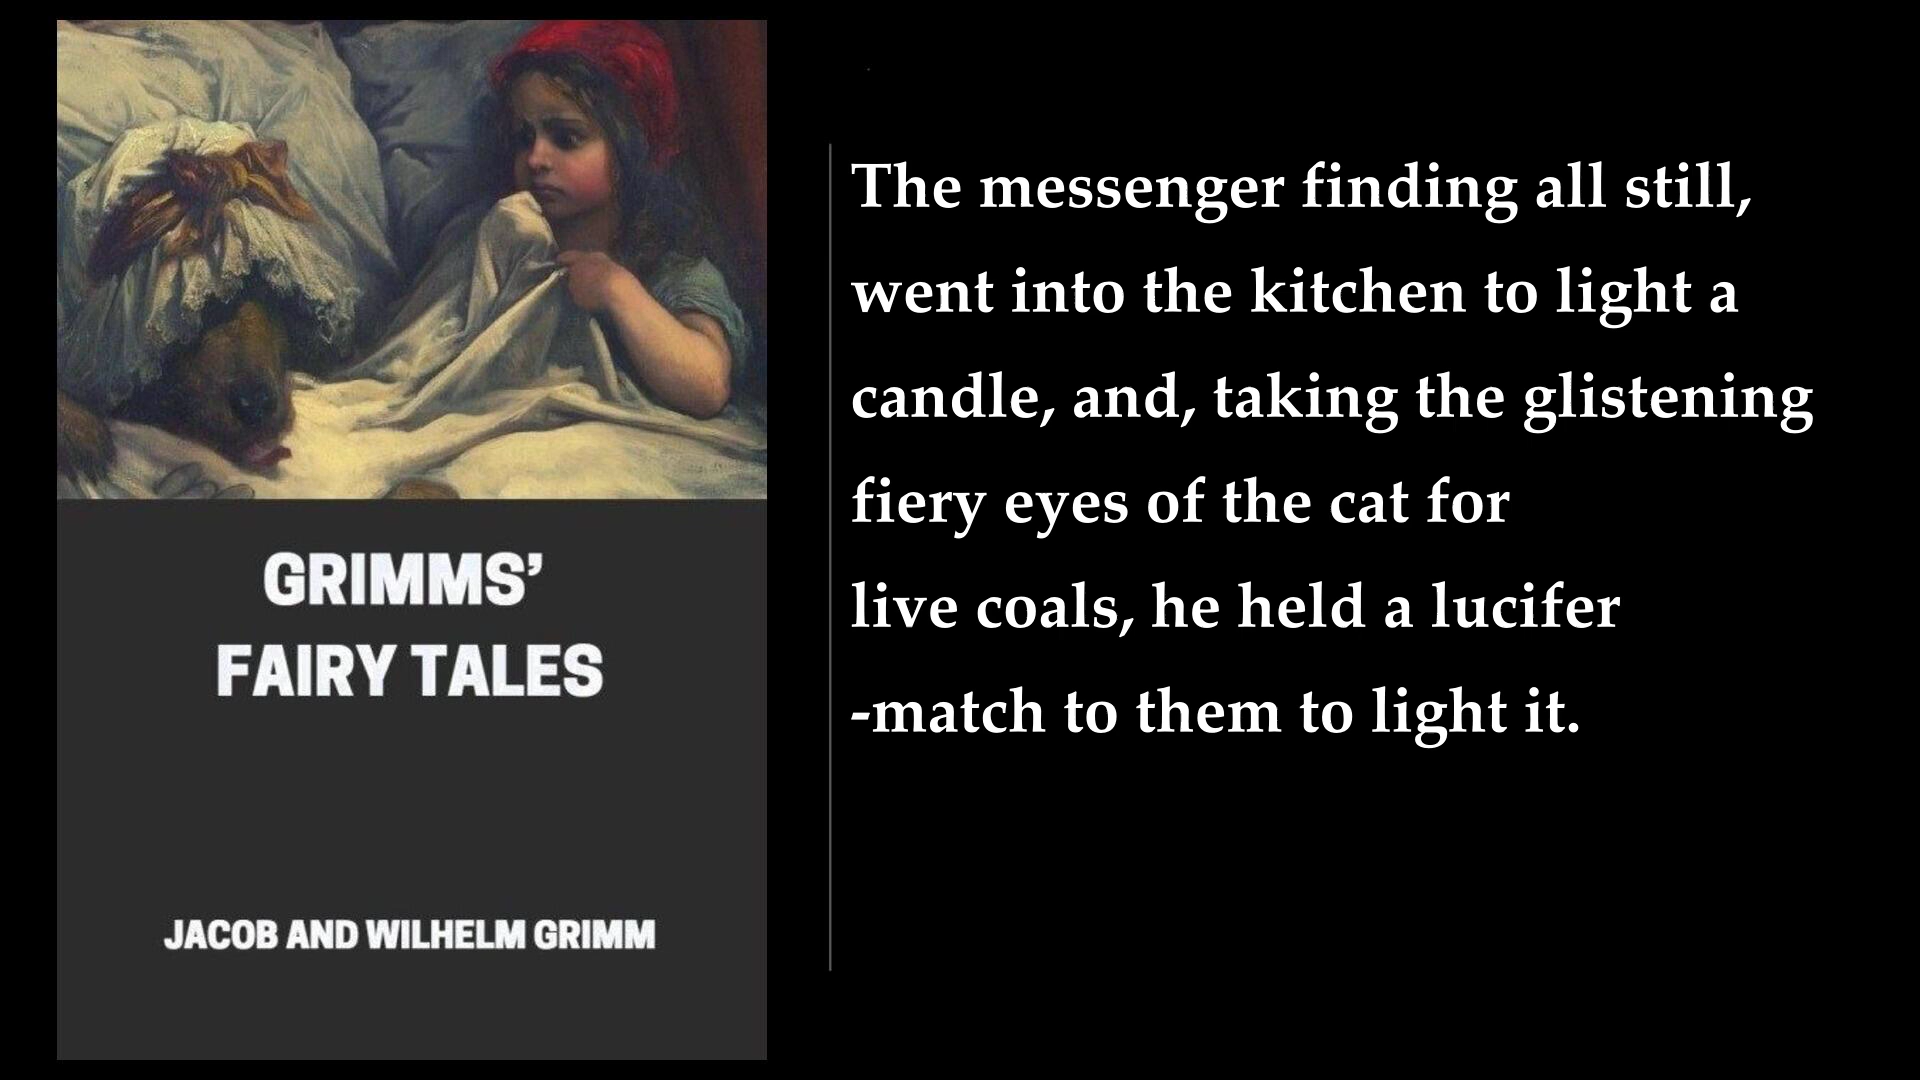 GRIMMS’
FAIRY TALES
JACOB AND WILHELM GRIMM
The messenger finding all still,
went into the kitchen to light a
candle, and, taking the glistening
fiery eyes of the cat for
live coals, he held a lucifer
-match to them to light it.